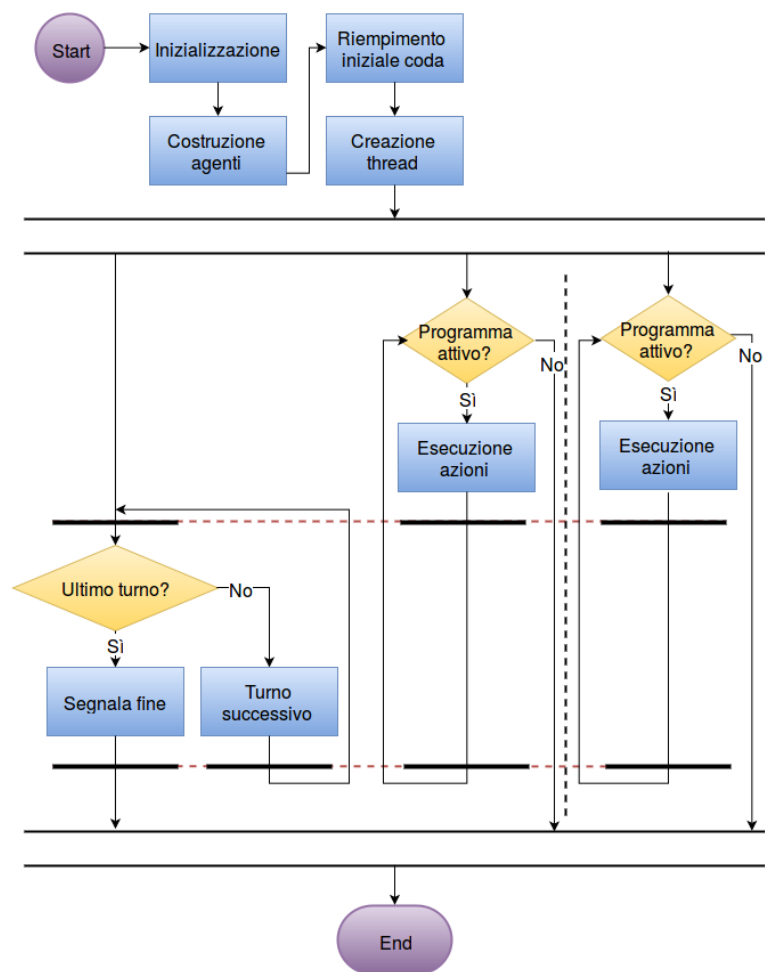 Start
Inizializzazione
Riempimento
iniziale coda
Costruzione
agenti
Creazione
thread
Programma
attivo?
No
Sì
Esecuzione
azioni
Programma
attivo?
No
Sì
Esecuzione
azioni
Ultimo turno?
No
Sì
Segnala fine
Turno
successivo
End